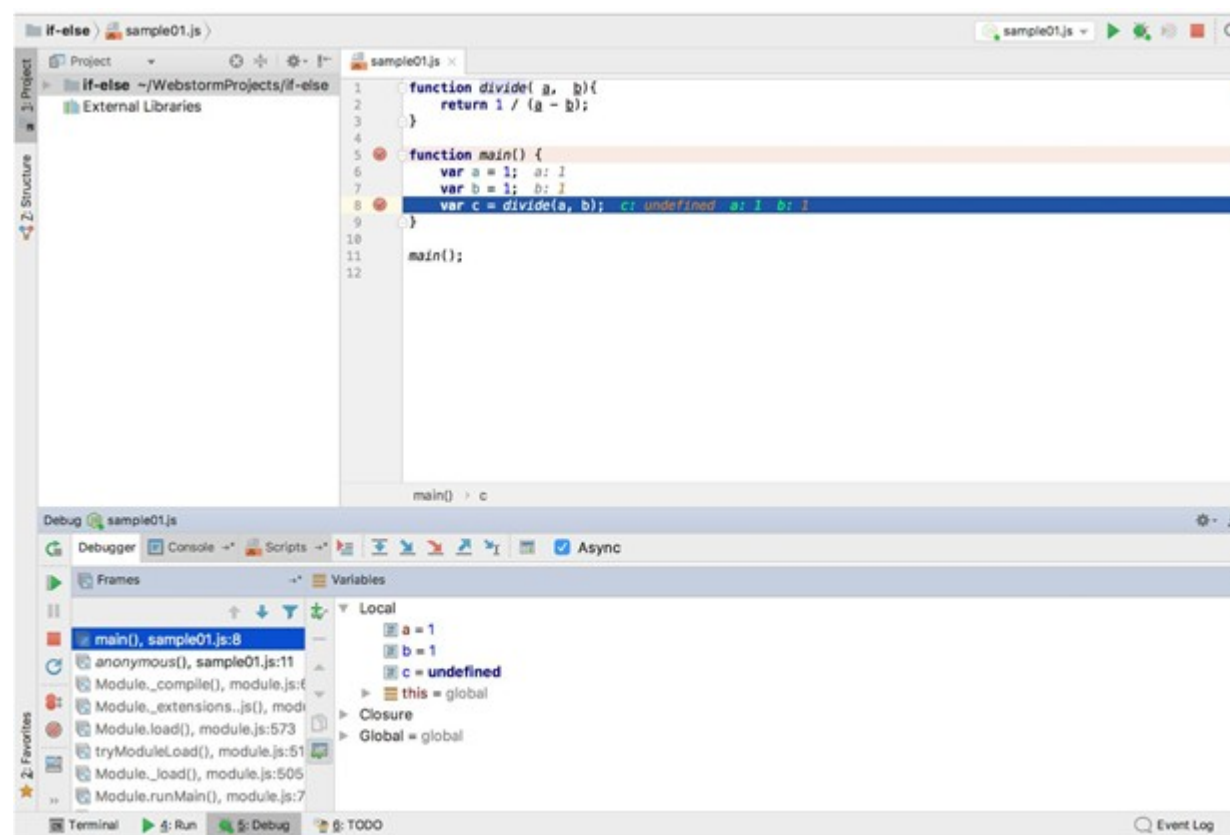 if-else sample01.js
sample01.js
1: Project
Z: Structure
2: Favorites
Project
if-else ~/WebstormProjects/if-else
External Libraries
sample01.js
1 function divide( a, b){
2 return 1 / (a - b);
3 }
4
5 function main() {
6 var a = 1; a: 1
7 var b = 1; b: 1
8 var c = divide(a, b); c: undefined a: 1 b: 1
9 }
10
11 main();
12
main() › c
Debug sample01.js
Debugger Console Scripts Async
Frames
Variables
main(), sample01.js:8
anonymous(), sample01.js:11
Module._compile(), module.js:6
Module._extensions..js(), modu
Module.load(), module.js:573
tryModuleLoad(), module.js:51
Module._load(), module.js:505
Module.runMain(), module.js:7
Local
a = 1
b = 1
c = undefined
this = global
Closure
Global = global
Terminal 4: Run 5: Debug 6: TODO
Event Log